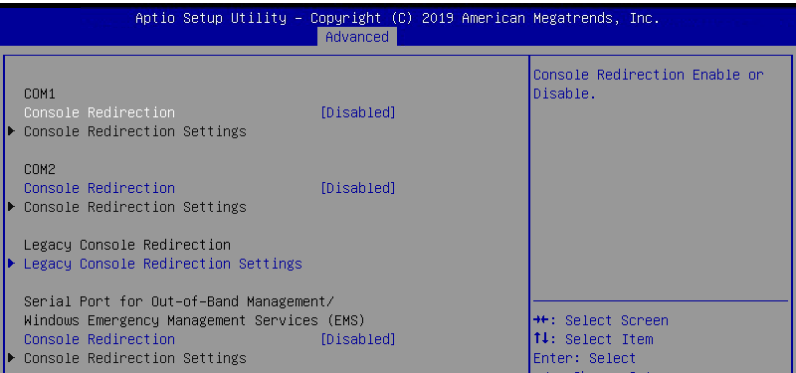 Aptio Setup Utility – Copyright (C) 2019 American Megatrends, Inc.
Advanced
COM1
Console Redirection [Disabled]
Console Redirection Settings
COM2
Console Redirection [Disabled]
Console Redirection Settings
Legacy Console Redirection
Legacy Console Redirection Settings
Serial Port for Out-of-Band Management/
Windows Emergency Management Services (EMS)
Console Redirection [Disabled]
Console Redirection Settings
Console Redirection Enable or
Disable.
→←: Select Screen
↑↓: Select Item
Enter: Select